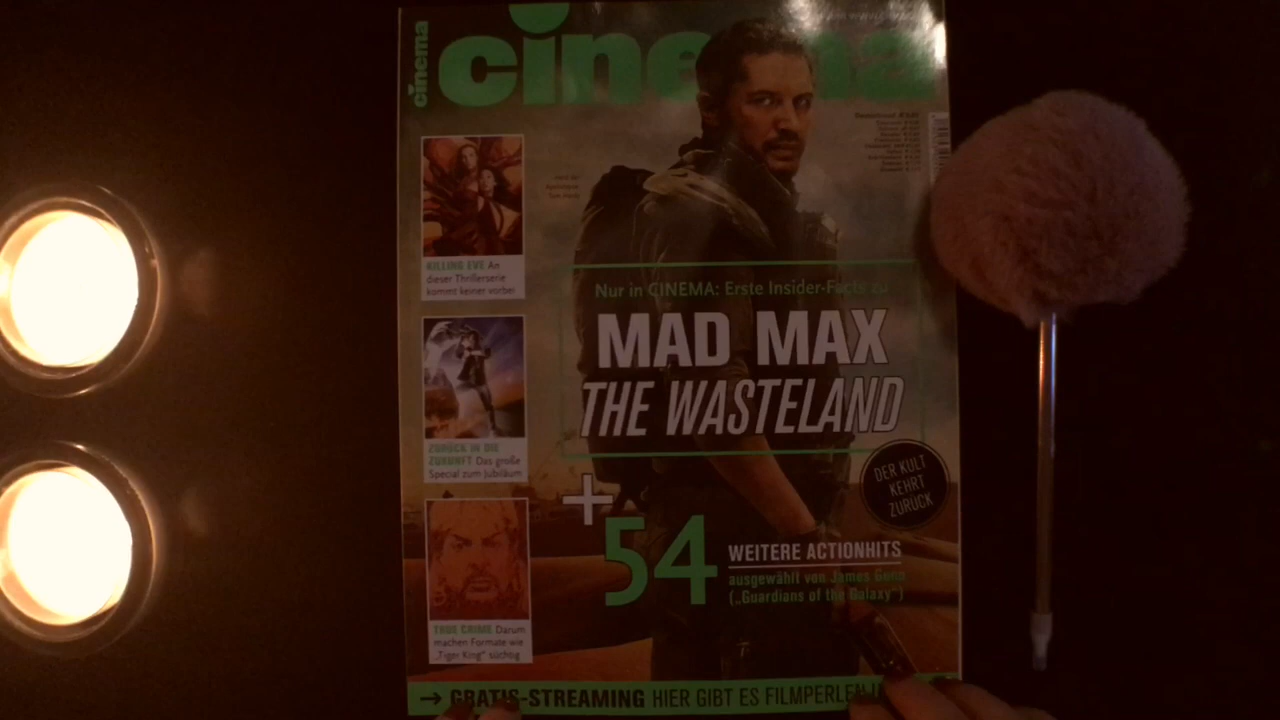 cinema
cinema
Deutschland
KILLING EVE An
dieser Thrillerserie
kommt keiner vorbei
Nur in CINEMA: Erste Insider-Facts zu
MAD MAX
THE WASTELAND
ZURÜCK IN DIE
ZUKUNFT Das große
Special zum Jubiläum
DER KULT
KEHRT
ZURÜCK
+
54
WEITERE ACTIONHITS
ausgewählt von James Gunn
(„Guardians of the Galaxy“)
TRUE CRIME Darum
machen Formate wie
„Tiger King“ süchtig
→ GRATIS-STREAMING HIER GIBT ES FILMPERLEN